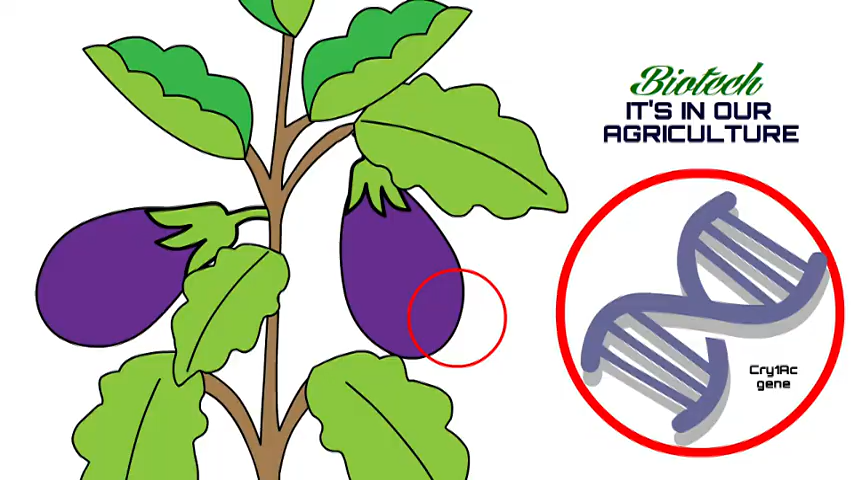 Biotech
IT'S IN OUR
AGRICULTURE
Cry1Ac
gene